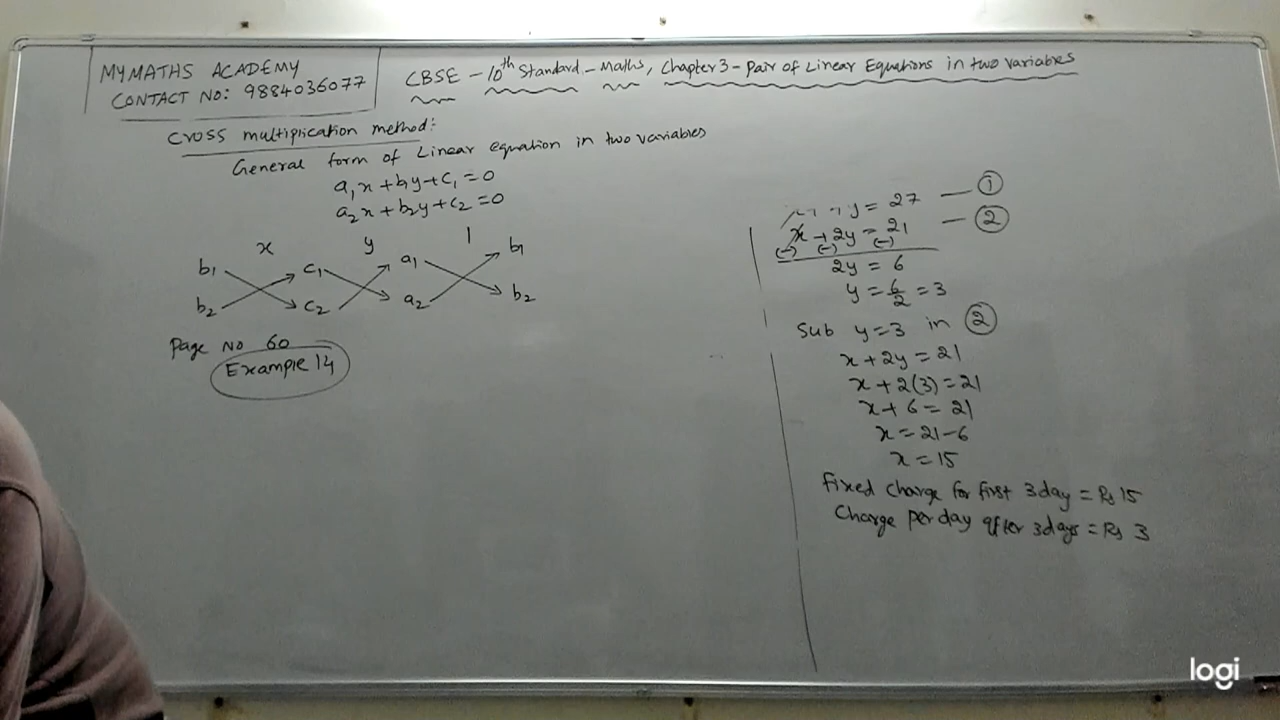 MYMATHS ACADEMY
CONTACT NO: 9884036077
CBSE - 10th Standard - Maths, Chapter 3 - Pair of Linear Equations in two variables
Cross multiplication method:
General form of Linear equation in two variables
a₁x + b₁y + c₁ = 0
a₂x + b₂y + c₂ = 0
x y 1
b₁ c₁ a₁ b₁
b₂ c₂ a₂ b₂
Page No 60
Example 14
y = 27 — ①
x + 2y = 21 — ②
(-) (-) (-)
2y = 6
y = 6/2 = 3
Sub y = 3 in ②
x + 2y = 21
x + 2(3) = 21
x + 6 = 21
x = 21 - 6
x = 15
Fixed charge for first 3 day = Rs 15
Charge per day after 3 days = Rs 3
logi